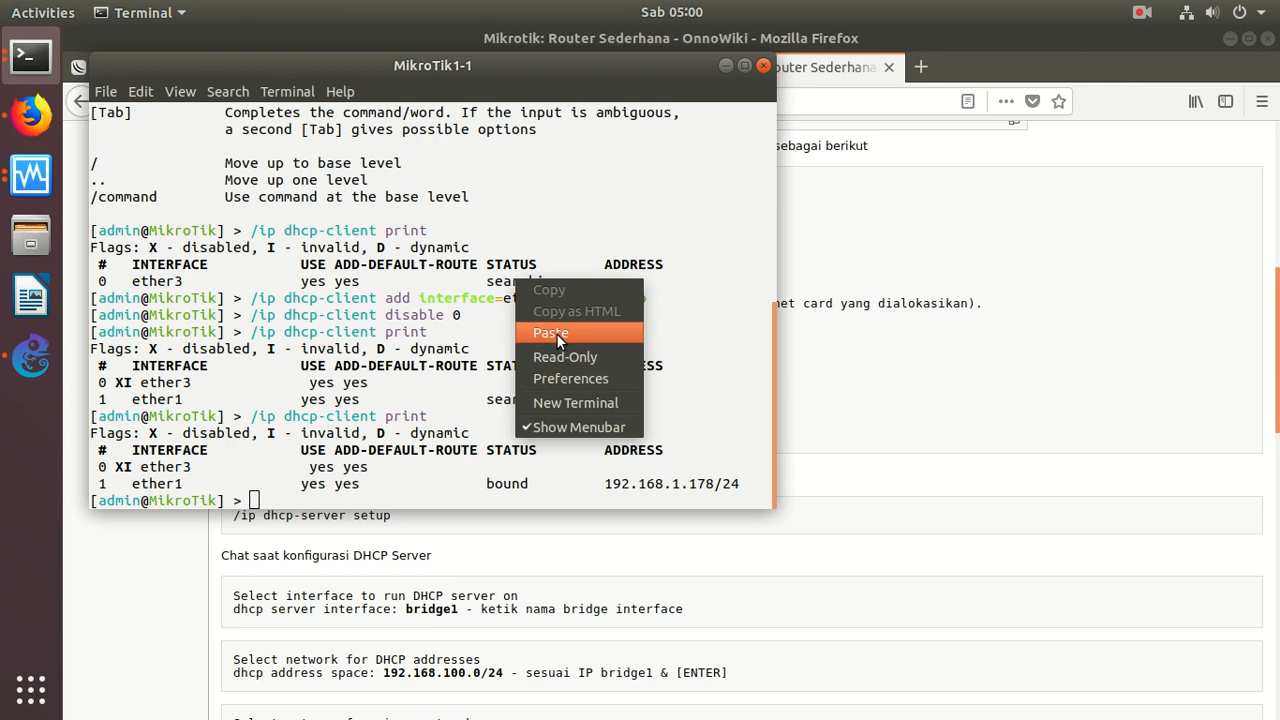 Activities
Terminal
Sab 05:00
Mikrotik: Router Sederhana - OnnoWiki - Mozilla Firefox
MikroTik1-1
outer Sederhana
File Edit View Search Terminal Help
[Tab] Completes the command/word. If the input is ambiguous,
a second [Tab] gives possible options
/ Move up to base level
.. Move up one level
/command Use command at the base level
[admin@MikroTik] > /ip dhcp-client print
Flags: X - disabled, I - invalid, D - dynamic
# INTERFACE USE ADD-DEFAULT-ROUTE STATUS ADDRESS
0 ether3 yes yes sear
[admin@MikroTik] > /ip dhcp-client add interface=et
[admin@MikroTik] > /ip dhcp-client disable 0
[admin@MikroTik] > /ip dhcp-client print
Flags: X - disabled, I - invalid, D - dynamic
# INTERFACE USE ADD-DEFAULT-ROUTE STA SS
0 XI ether3 yes yes
1 ether1 yes yes sear
[admin@MikroTik] > /ip dhcp-client print
Flags: X - disabled, I - invalid, D - dynamic
# INTERFACE USE ADD-DEFAULT-ROUTE STATUS ADDRESS
0 XI ether3 yes yes
1 ether1 yes yes bound 192.168.1.178/24
[admin@MikroTik] >
Copy
Copy as HTML
Paste
Read-Only
Preferences
New Terminal
Show Menubar
sebagai berikut
net card yang dialokasikan).
/ip dhcp-server setup
Chat saat konfigurasi DHCP Server
Select interface to run DHCP server on
dhcp server interface: bridge1 - ketik nama bridge interface
Select network for DHCP addresses
dhcp address space: 192.168.100.0/24 - sesuai IP bridge1 & [ENTER]